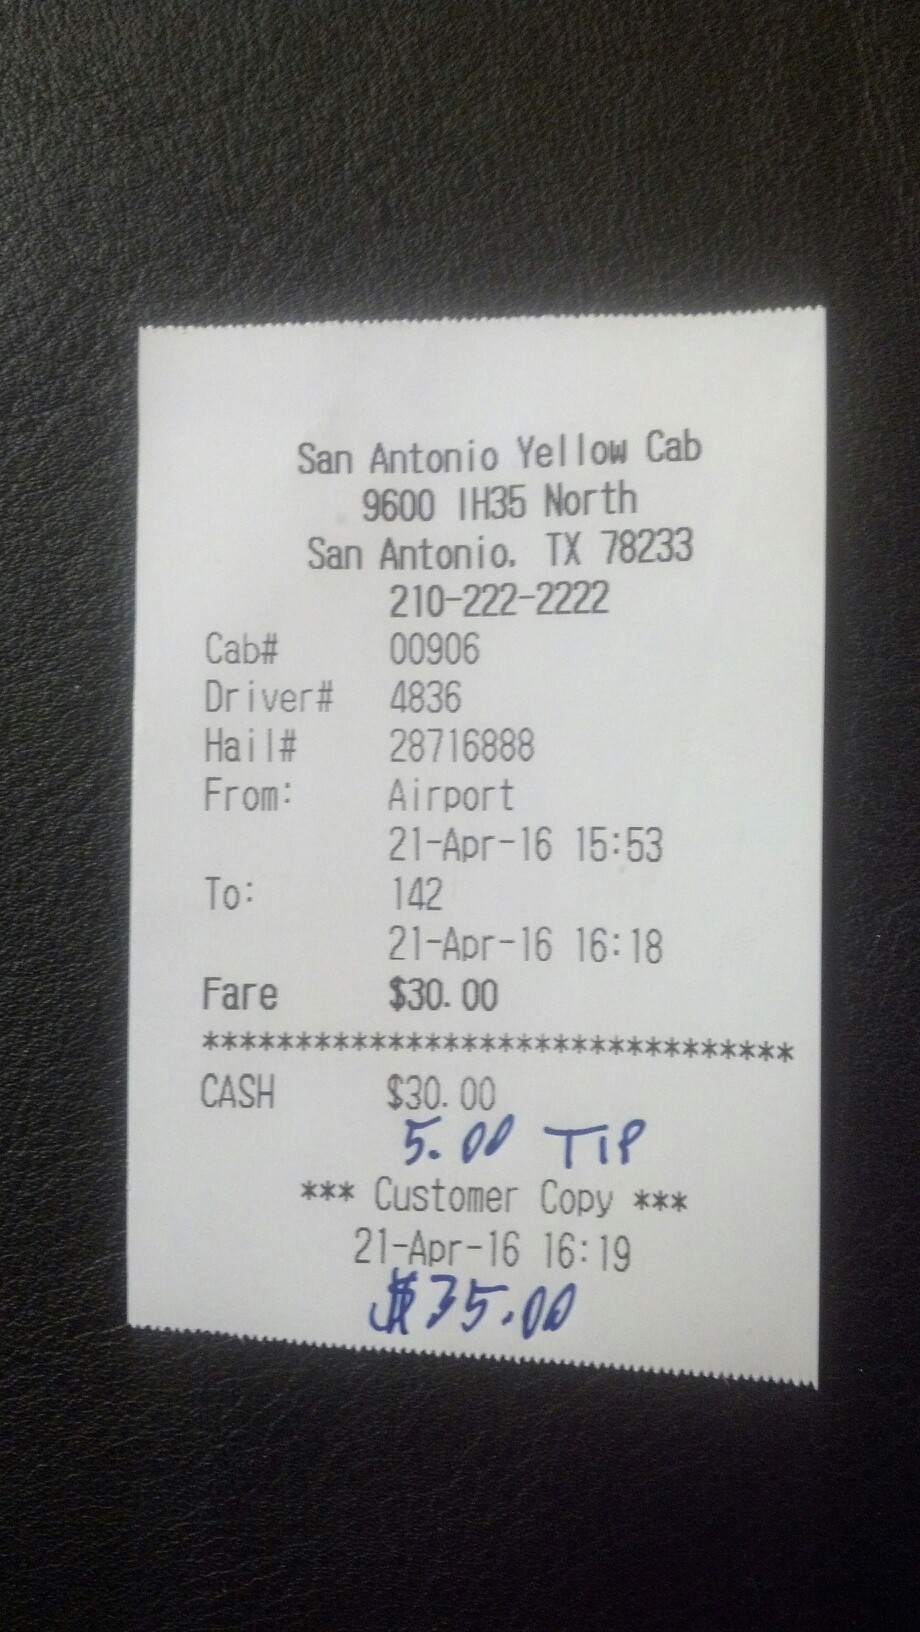 San Antonio Yellow Cab
9600 IH35 North
San Antonio. TX 78233
210-222-2222
Cab# 00906
Driver# 4836
Hail# 28716888
From: Airport
21-Apr-16 15:53
To: 142
21-Apr-16 16:18
Fare $30.00
*********************************
CASH $30.00
5.00 TIP
*** Customer Copy ***
21-Apr-16 16:19
$35.00